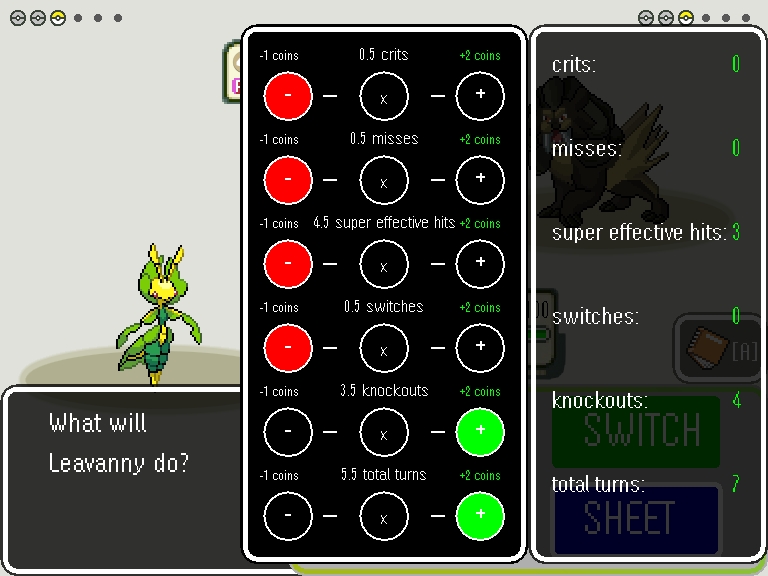 -1 coins 0.5 crits +2 coins
- x +
-1 coins 0.5 misses +2 coins
- x +
-1 coins 4.5 super effective hits +2 coins
- x +
-1 coins 0.5 switches +2 coins
- x +
-1 coins 3.5 knockouts +2 coins
- x +
-1 coins 5.5 total turns +2 coins
- x +
crits: 0
misses: 0
super effective hits: 3
switches: 0
[A]
knockouts: 4
SWITCH
total turns: 7
SHEET
What will
Leavanny do?